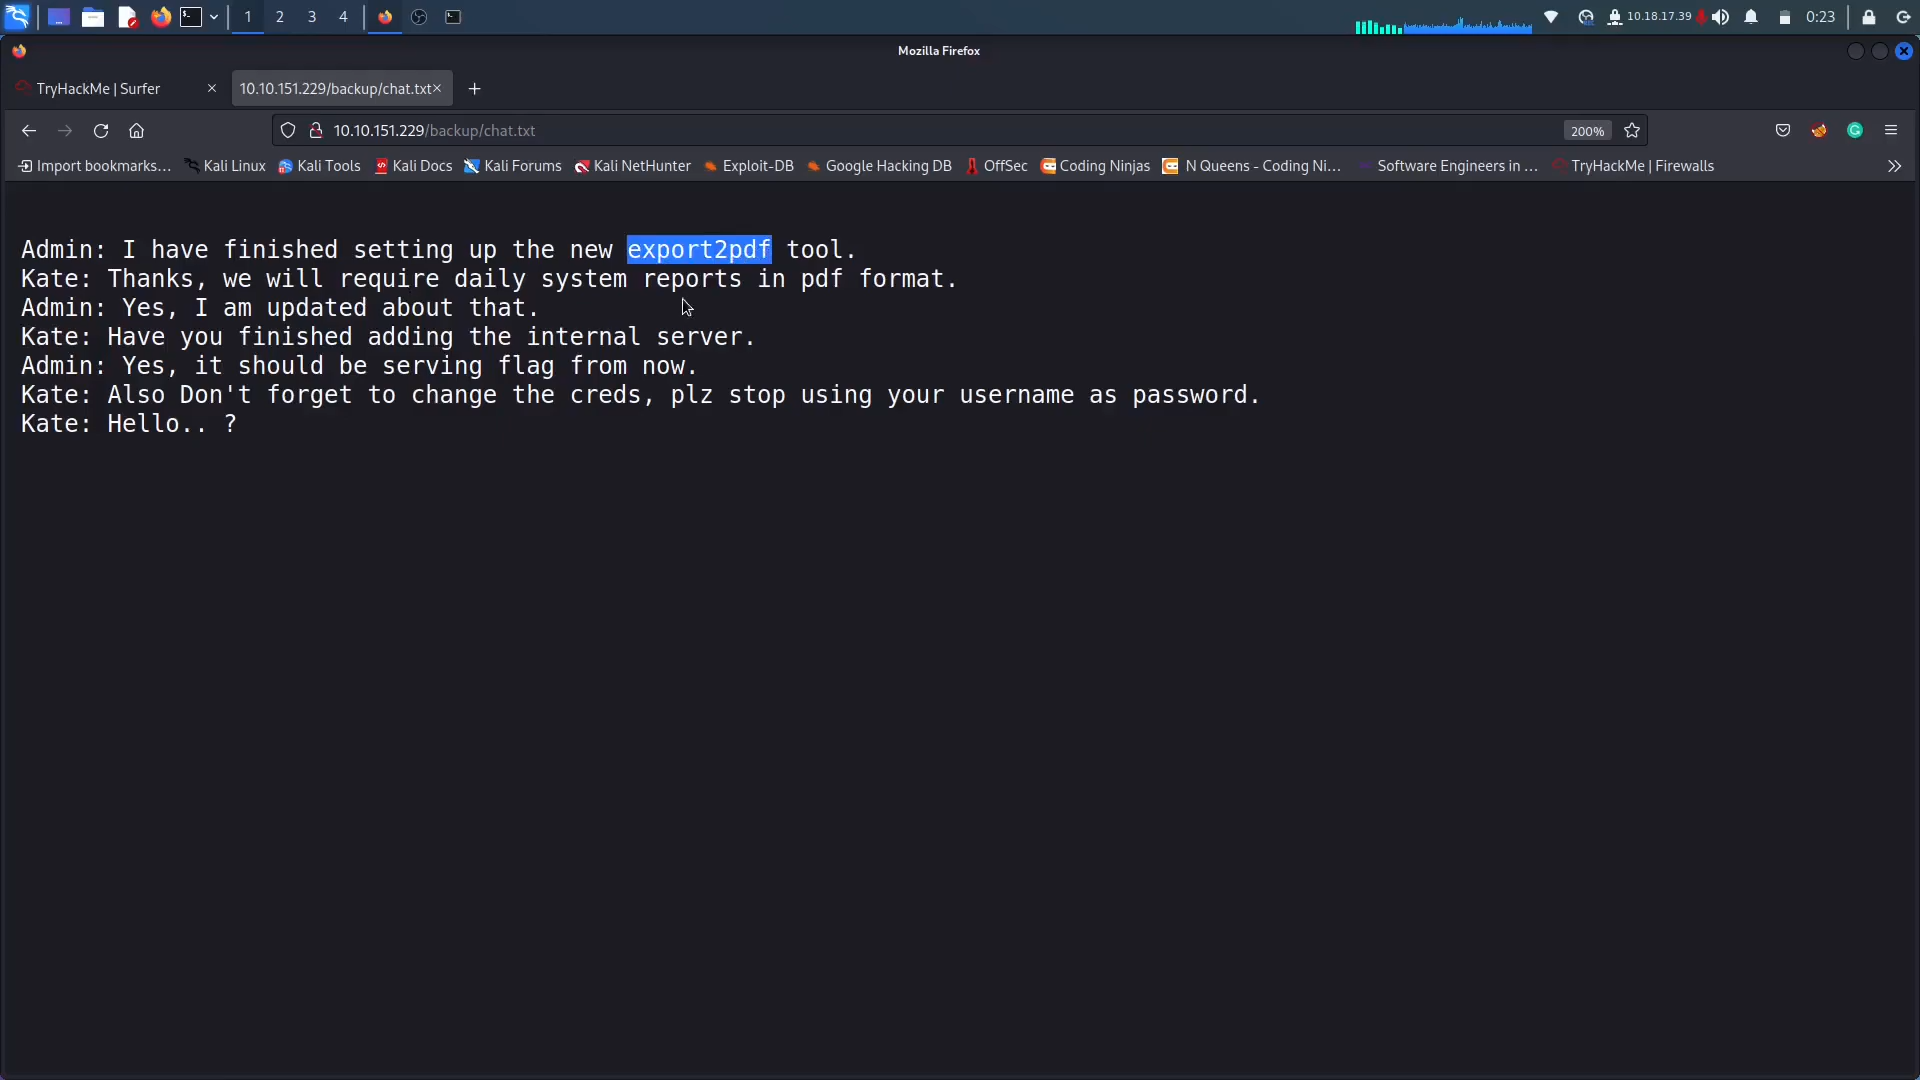 1 2 3 4 10.18.17.39 0:23
Mozilla Firefox
TryHackMe | Surfer
10.10.151.229/backup/chat.txt
10.10.151.229/backup/chat.txt 200%
Import bookmarks... Kali Linux Kali Tools Kali Docs Kali Forums Kali NetHunter Exploit-DB Google Hacking DB OffSec Coding Ninjas N Queens - Coding Ni... Software Engineers in ... TryHackMe | Firewalls
Admin: I have finished setting up the new export2pdf tool.
Kate: Thanks, we will require daily system reports in pdf format.
Admin: Yes, I am updated about that.
Kate: Have you finished adding the internal server.
Admin: Yes, it should be serving flag from now.
Kate: Also Don't forget to change the creds, plz stop using your username as password.
Kate: Hello.. ?